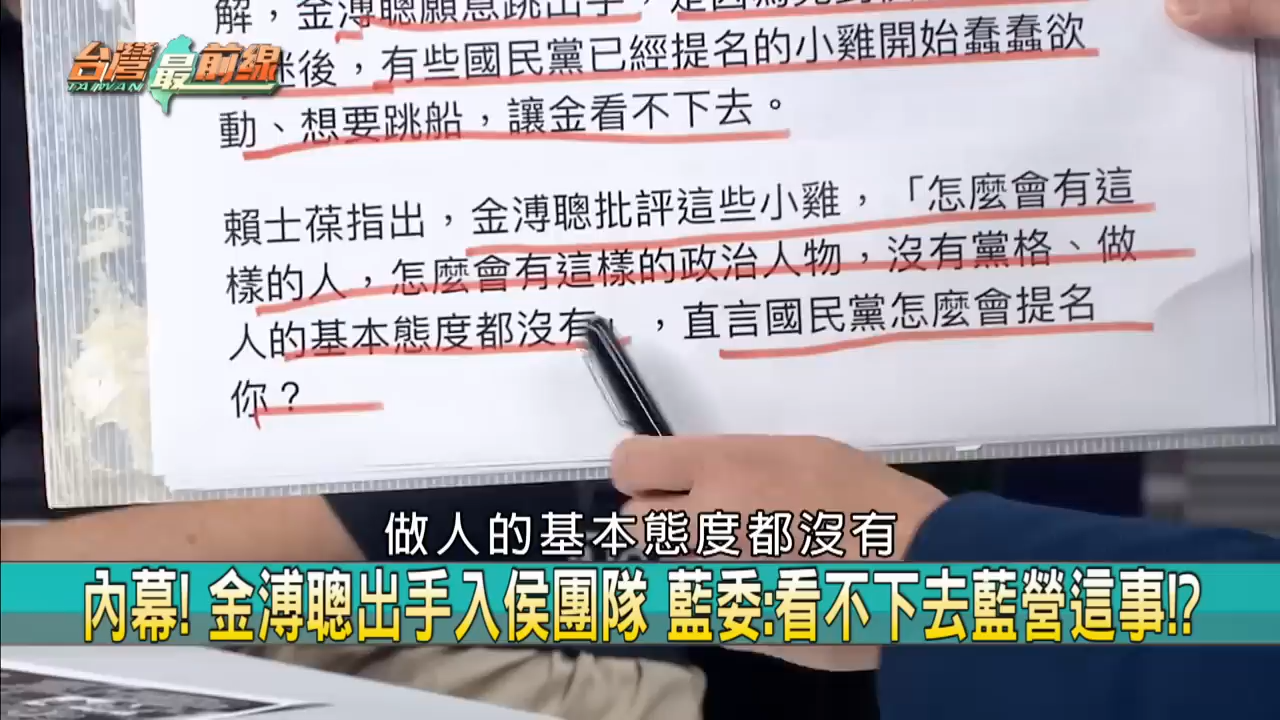 解，金溥聰願意跳出手，是因為
台灣最前線
TAIWAN
後，有些國民黨已經提名的小雞開始蠢蠢欲
動、想要跳船，讓金看不下去。
賴士葆指出，金溥聰批評這些小雞，「怎麼會有這
樣的人，怎麼會有這樣的政治人物，沒有黨格、做
人的基本態度都沒有」，直言國民黨怎麼會提名
你？
做人的基本態度都沒有
內幕! 金溥聰出手入侯團隊 藍委:看不下去藍營這事!?